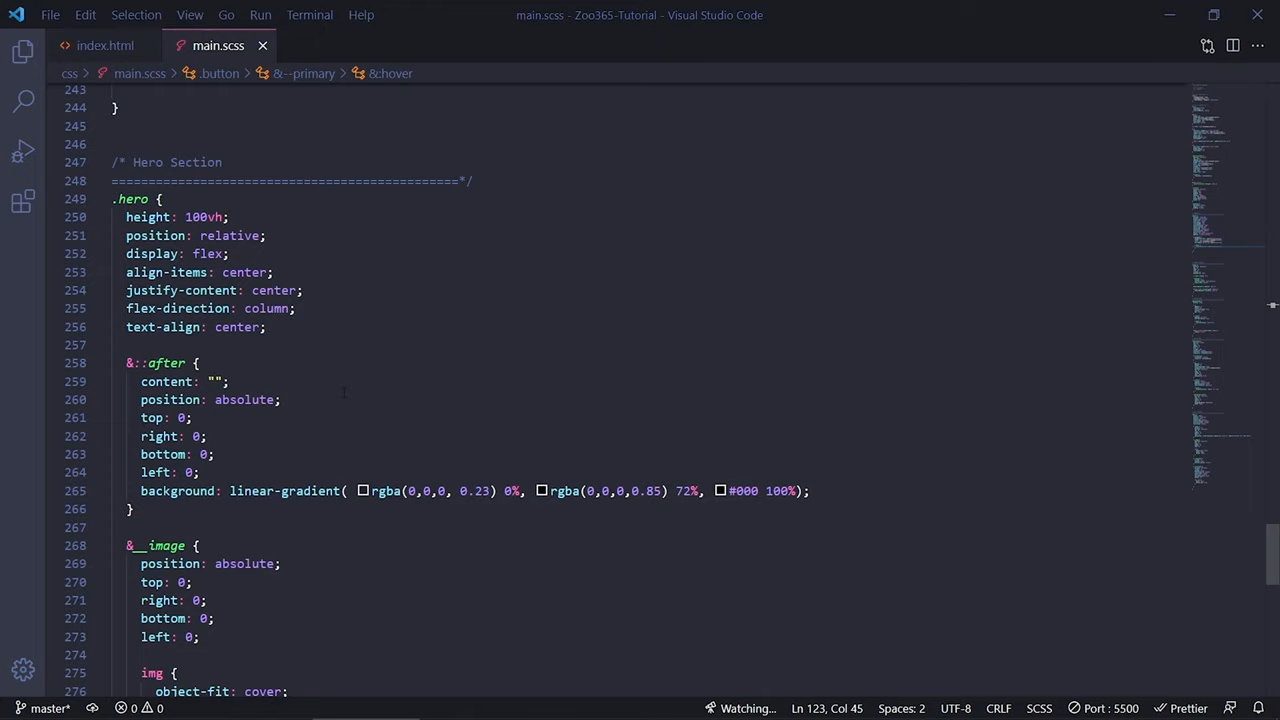 File Edit Selection View Go Run Terminal Help main.scss - Zoo365-Tutorial - Visual Studio Code
index.html main.scss
css > main.scss > .button > &--primary > &:hover
243
244 }
245
246
247 /* Hero Section
248 ===============================================*/
249 .hero {
250 height: 100vh;
251 position: relative;
252 display: flex;
253 align-items: center;
254 justify-content: center;
255 flex-direction: column;
256 text-align: center;
257
258 &::after {
259 content: "";
260 position: absolute;
261 top: 0;
262 right: 0;
263 bottom: 0;
264 left: 0;
265 background: linear-gradient( rgba(0,0,0, 0.23) 0%, rgba(0,0,0,0.85) 72%, #000 100%);
266 }
267
268 &__image {
269 position: absolute;
270 top: 0;
271 right: 0;
272 bottom: 0;
273 left: 0;
274
275 img {
276 object-fit: cover;
master* 0 0 Watching... Ln 123, Col 45 Spaces: 2 UTF-8 CRLF SCSS Port : 5500 Prettier